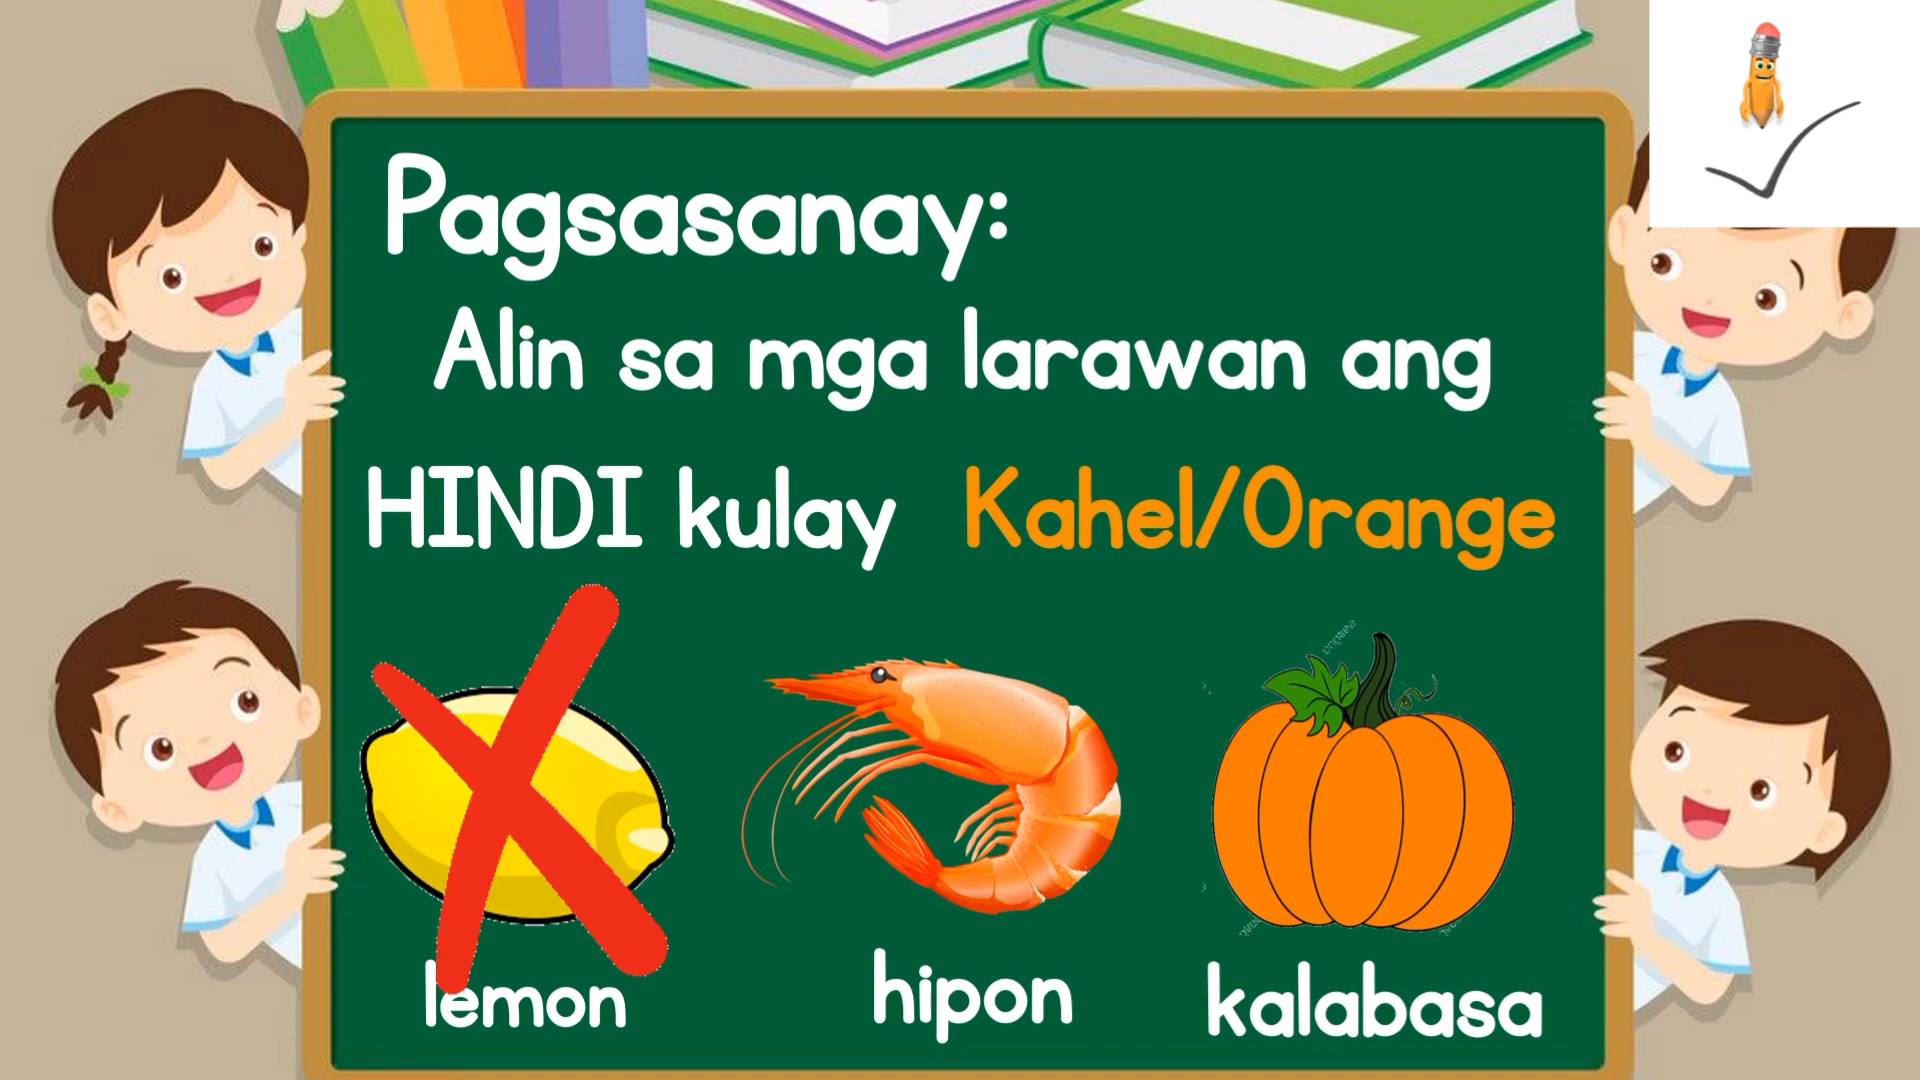 Pagsasanay:
Alin sa mga larawan ang
HINDI kulay Kahel/Orange
lemon hipon kalabasa